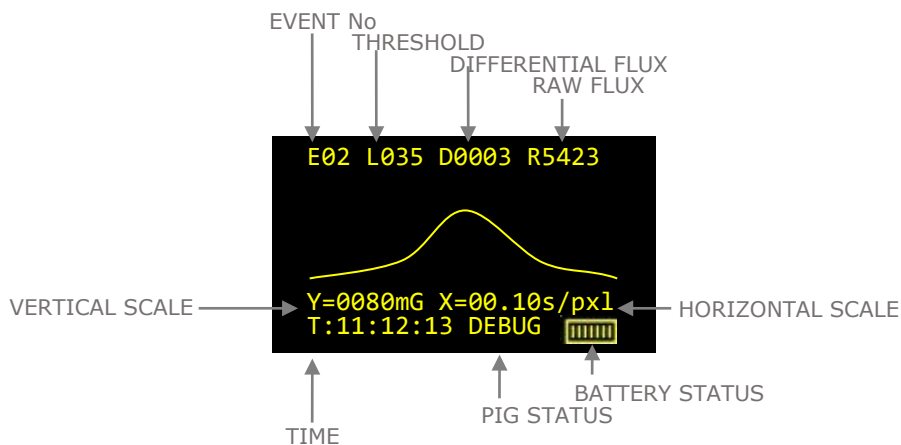 EVENT No
THRESHOLD
DIFFERENTIAL FLUX
RAW FLUX
E02 L035 D0003 R5423
VERTICAL SCALE
Y=0080mG X=00.10s/pxl
HORIZONTAL SCALE
T:11:12:13 DEBUG
BATTERY STATUS
PIG STATUS
TIME